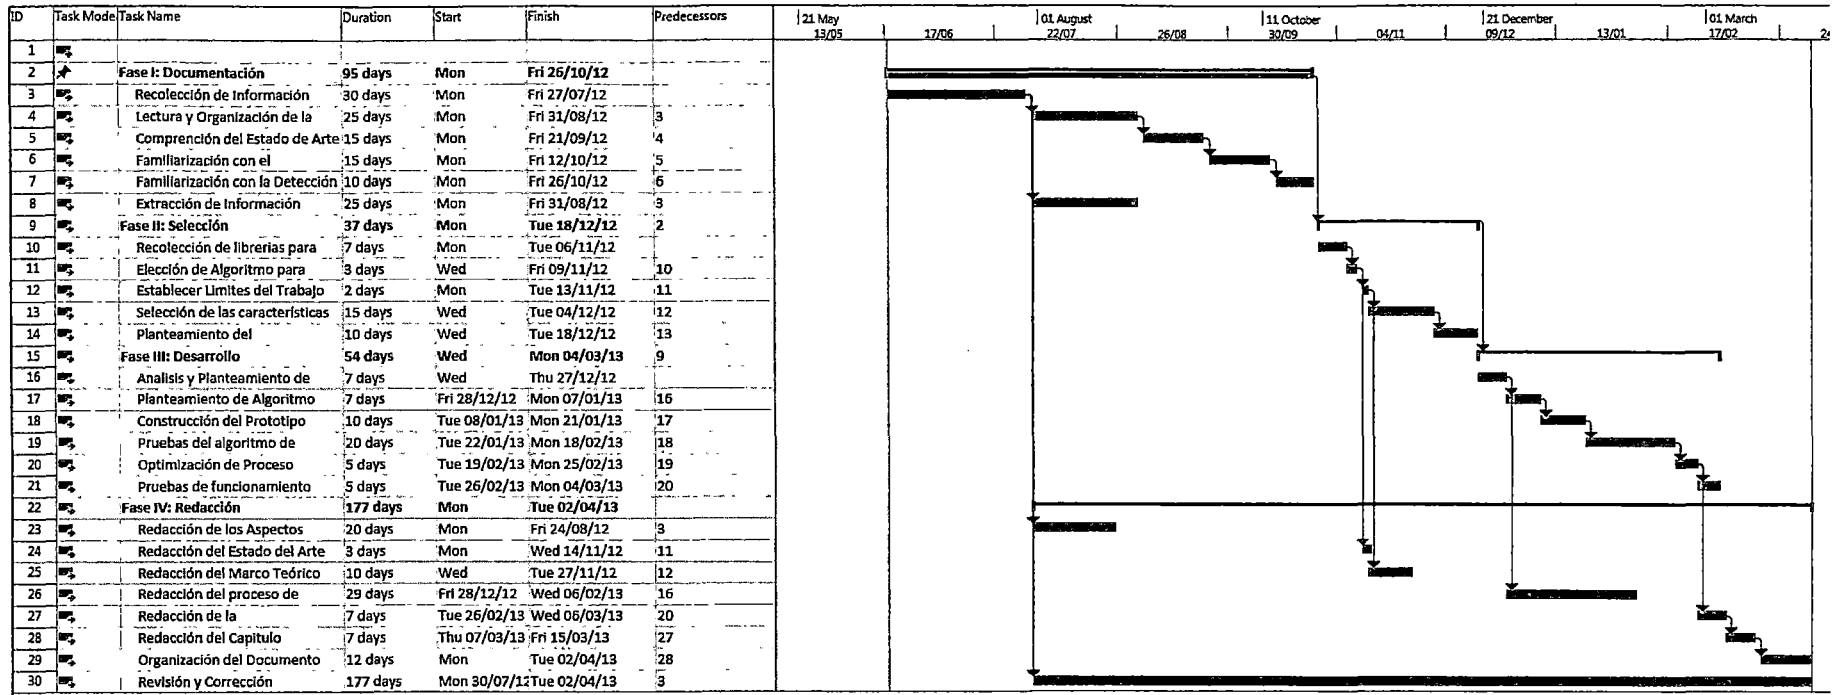 ID Task Mode Task Name Duration Start Finish Predecessors 21 May 01 August 11 October 21 December 01 March
13/05 17/06 22/07 26/08 30/09 04/11 09/12 13/01 17/02 24
1
2 Fase I: Documentación 95 days Mon Fri 26/10/12
3 Recolección de Información 30 days Mon Fri 27/07/12
4 Lectura y Organización de la 25 days Mon Fri 31/08/12 3
5 Comprención del Estado de Arte 15 days Mon Fri 21/09/12 4
6 Familiarización con el 15 days Mon Fri 12/10/12 5
7 Familiarización con la Detección 10 days Mon Fri 26/10/12 6
8 Extracción de Información 25 days Mon Fri 31/08/12 3
9 Fase II: Selección 37 days Mon Tue 18/12/12 2
10 Recolección de librerias para 7 days Mon Tue 06/11/12
11 Elección de Algoritmo para 3 days Wed Fri 09/11/12 10
12 Establecer Limites del Trabajo 2 days Mon Tue 13/11/12 11
13 Selección de las características 15 days Wed Tue 04/12/12 12
14 Planteamiento del 10 days Wed Tue 18/12/12 13
15 Fase III: Desarrollo 54 days Wed Mon 04/03/13 9
16 Analisis y Planteamiento de 7 days Wed Thu 27/12/12
17 Planteamiento de Algoritmo 7 days Fri 28/12/12 Mon 07/01/13 16
18 Construcción del Prototipo 10 days Tue 08/01/13 Mon 21/01/13 17
19 Pruebas del algoritmo de 20 days Tue 22/01/13 Mon 18/02/13 18
20 Optimización de Proceso 5 days Tue 19/02/13 Mon 25/02/13 19
21 Pruebas de funcionamiento 5 days Tue 26/02/13 Mon 04/03/13 20
22 Fase IV: Redacción 177 days Mon Tue 02/04/13
23 Redacción de los Aspectos 20 days Mon Fri 24/08/12 3
24 Redacción del Estado del Arte 3 days Mon Wed 14/11/12 11
25 Redacción del Marco Teórico 10 days Wed Tue 27/11/12 12
26 Redacción del proceso de 29 days Fri 28/12/12 Wed 06/02/13 16
27 Redacción de la 7 days Tue 26/02/13 Wed 06/03/13 20
28 Redacción del Capitulo 7 days Thu 07/03/13 Fri 15/03/13 27
29 Organización del Documento 12 days Mon Tue 02/04/13 28
30 Revisión y Corrección 177 days Mon 30/07/12 Tue 02/04/13 3